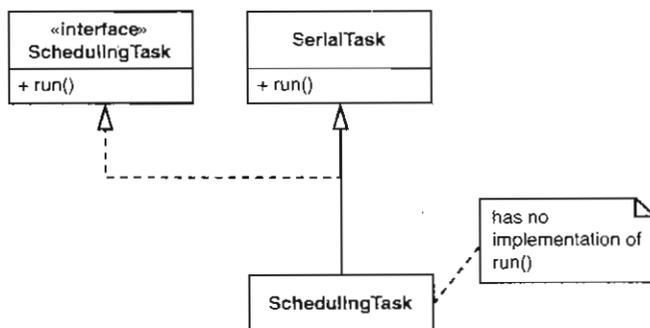 «interface»
SchedulingTask
+ run()
SerialTask
+ run()
has no
implementation of
run()
SchedulingTask